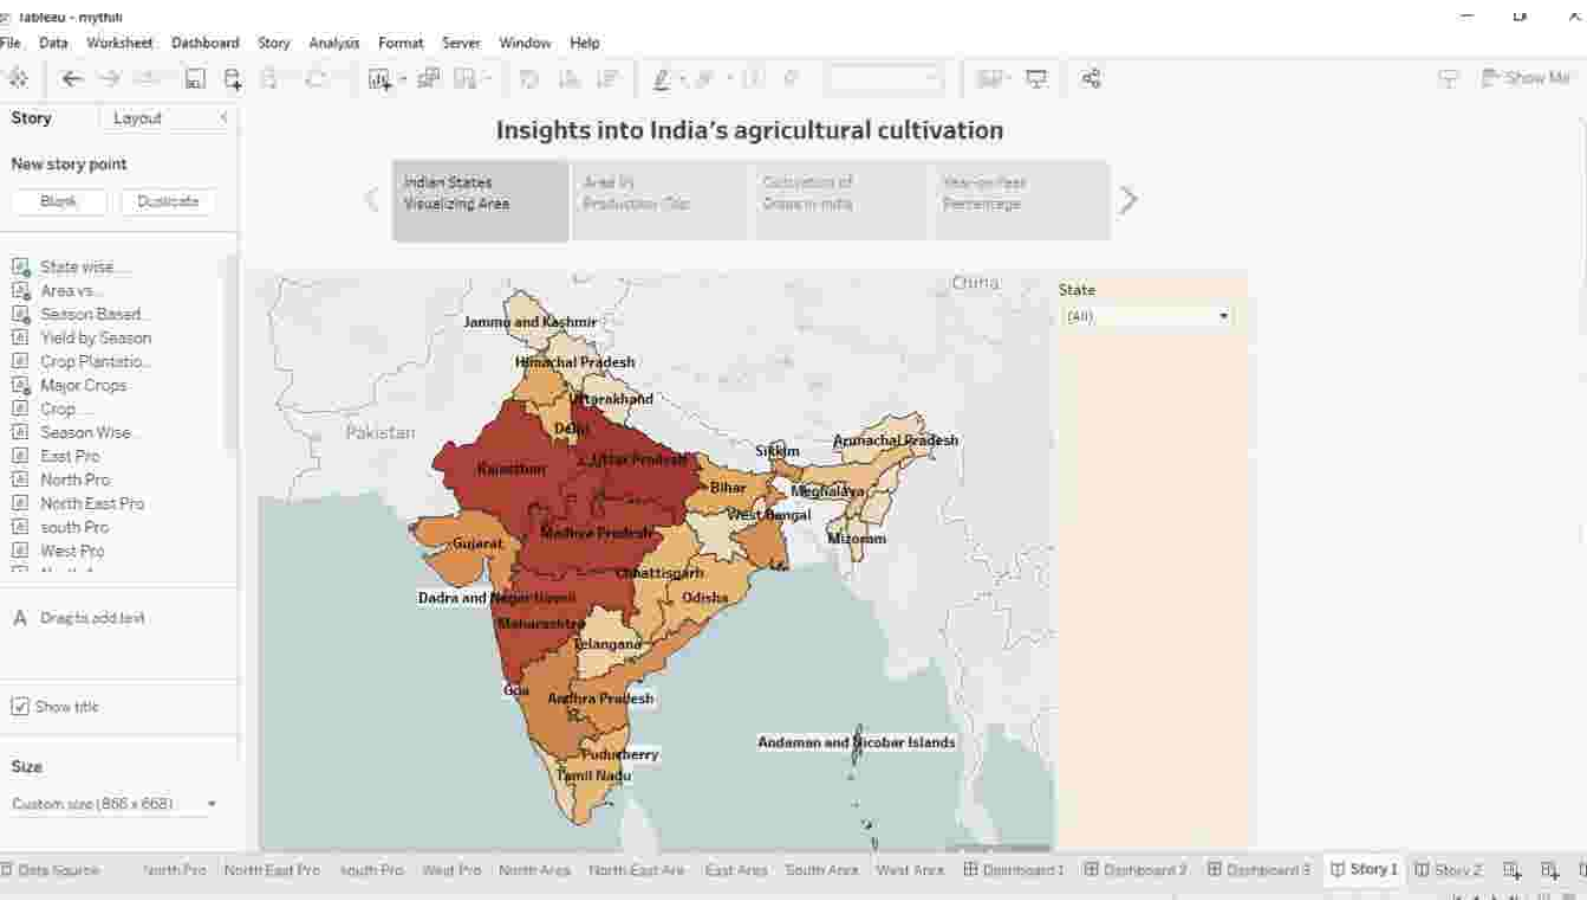 Tableau - mythili
File Data Worksheet Dashboard Story Analysis Format Server Window Help
Show Me
Story Layout
New story point
Blank Duplicate
State wise...
Area vs...
Season Based...
Yield by Season
Crop Plantatio...
Major Crops
Crop ...
Season Wise...
East Pro
North Pro
North East Pro
south Pro
West Pro
A Drag to add text
Show title
Size
Custom size (866 x 668)
Insights into India's agricultural cultivation
Indian States
Visualizing Area
Area Vs
Production
Cultivation of
Crops in India
Year-on-Year
Percentage
China
Jammu and Kashmir
Himachal Pradesh
Uttarakhand
Pakistan
Delhi
Arunachal Pradesh
Sikkim
Uttar Pradesh
Rajasthan
Bihar
Meghalaya
West Bengal
Madhya Pradesh
Mizoram
Gujarat
Chhattisgarh
Dadra and Nagar Haveli
Odisha
Maharashtra
Telangana
Goa
Andhra Pradesh
Andaman and Nicobar Islands
Puducherry
Tamil Nadu
State
(All)
Data Source North Pro North East Pro south Pro West Pro North Area North East Are East Area South Area West Area Dashboard 1 Dashboard 2 Dashboard 3 Story 1 Story 2